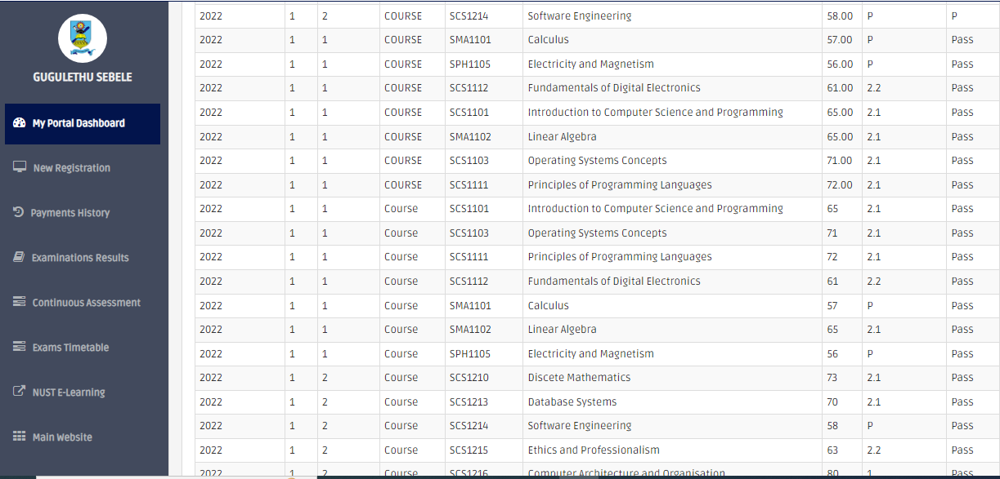 GUGULETHU SEBELE
My Portal Dashboard
New Registration
Payments History
Examinations Results
Continuous Assessment
Exams Timetable
NUST E-Learning
Main Website
2022 1 2 COURSE SCS1214 Software Engineering 58.00 P P
2022 1 1 COURSE SMA1101 Calculus 57.00 P Pass
2022 1 1 COURSE SPH1105 Electricity and Magnetism 56.00 P Pass
2022 1 1 COURSE SCS1112 Fundamentals of Digital Electronics 61.00 2.2 Pass
2022 1 1 COURSE SCS1101 Introduction to Computer Science and Programming 65.00 2.1 Pass
2022 1 1 COURSE SMA1102 Linear Algebra 65.00 2.1 Pass
2022 1 1 COURSE SCS1103 Operating Systems Concepts 71.00 2.1 Pass
2022 1 1 COURSE SCS1111 Principles of Programming Languages 72.00 2.1 Pass
2022 1 1 Course SCS1101 Introduction to Computer Science and Programming 65 2.1 Pass
2022 1 1 Course SCS1103 Operating Systems Concepts 71 2.1 Pass
2022 1 1 Course SCS1111 Principles of Programming Languages 72 2.1 Pass
2022 1 1 Course SCS1112 Fundamentals of Digital Electronics 61 2.2 Pass
2022 1 1 Course SMA1101 Calculus 57 P Pass
2022 1 1 Course SMA1102 Linear Algebra 65 2.1 Pass
2022 1 1 Course SPH1105 Electricity and Magnetism 56 P Pass
2022 1 2 Course SCS1210 Discete Mathematics 73 2.1 Pass
2022 1 2 Course SCS1213 Database Systems 70 2.1 Pass
2022 1 2 Course SCS1214 Software Engineering 58 P Pass
2022 1 2 Course SCS1215 Ethics and Professionalism 63 2.2 Pass
2022 1 2 Course SCS1216 Computer Architecture and Organisation 80 1 Pass